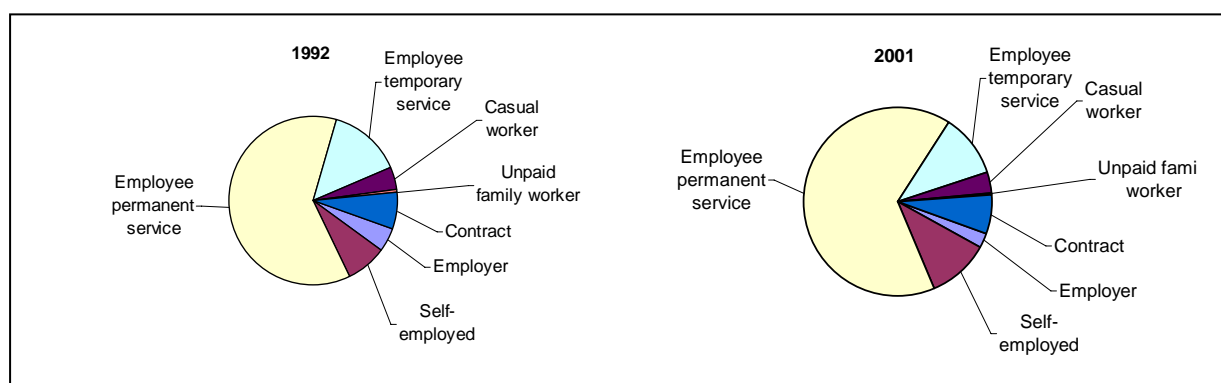 1992
Employee
temporary
service
Casual
worker
Unpaid
family worker
Contract
Employer
Self-
employed
Employee
permanent
service
2001
Employee
temporary
service
Casual
worker
Unpaid fami
worker
Contract
Employer
Self-
employed
Employee
permanent
service